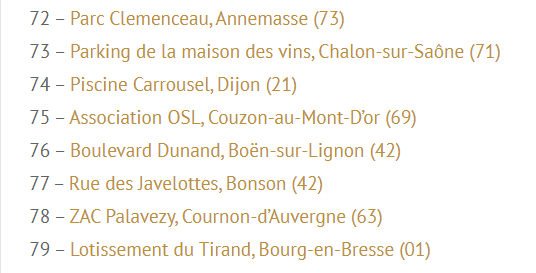 72 – Parc Clemenceau, Annemasse (73)
73 – Parking de la maison des vins, Chalon-sur-Saône (71)
74 – Piscine Carrousel, Dijon (21)
75 – Association OSL, Couzon-au-Mont-D’or (69)
76 – Boulevard Dunand, Boën-sur-Lignon (42)
77 – Rue des Javelottes, Bonson (42)
78 – ZAC Palavezy, Cournon-d’Auvergne (63)
79 – Lotissement du Tirand, Bourg-en-Bresse (01)